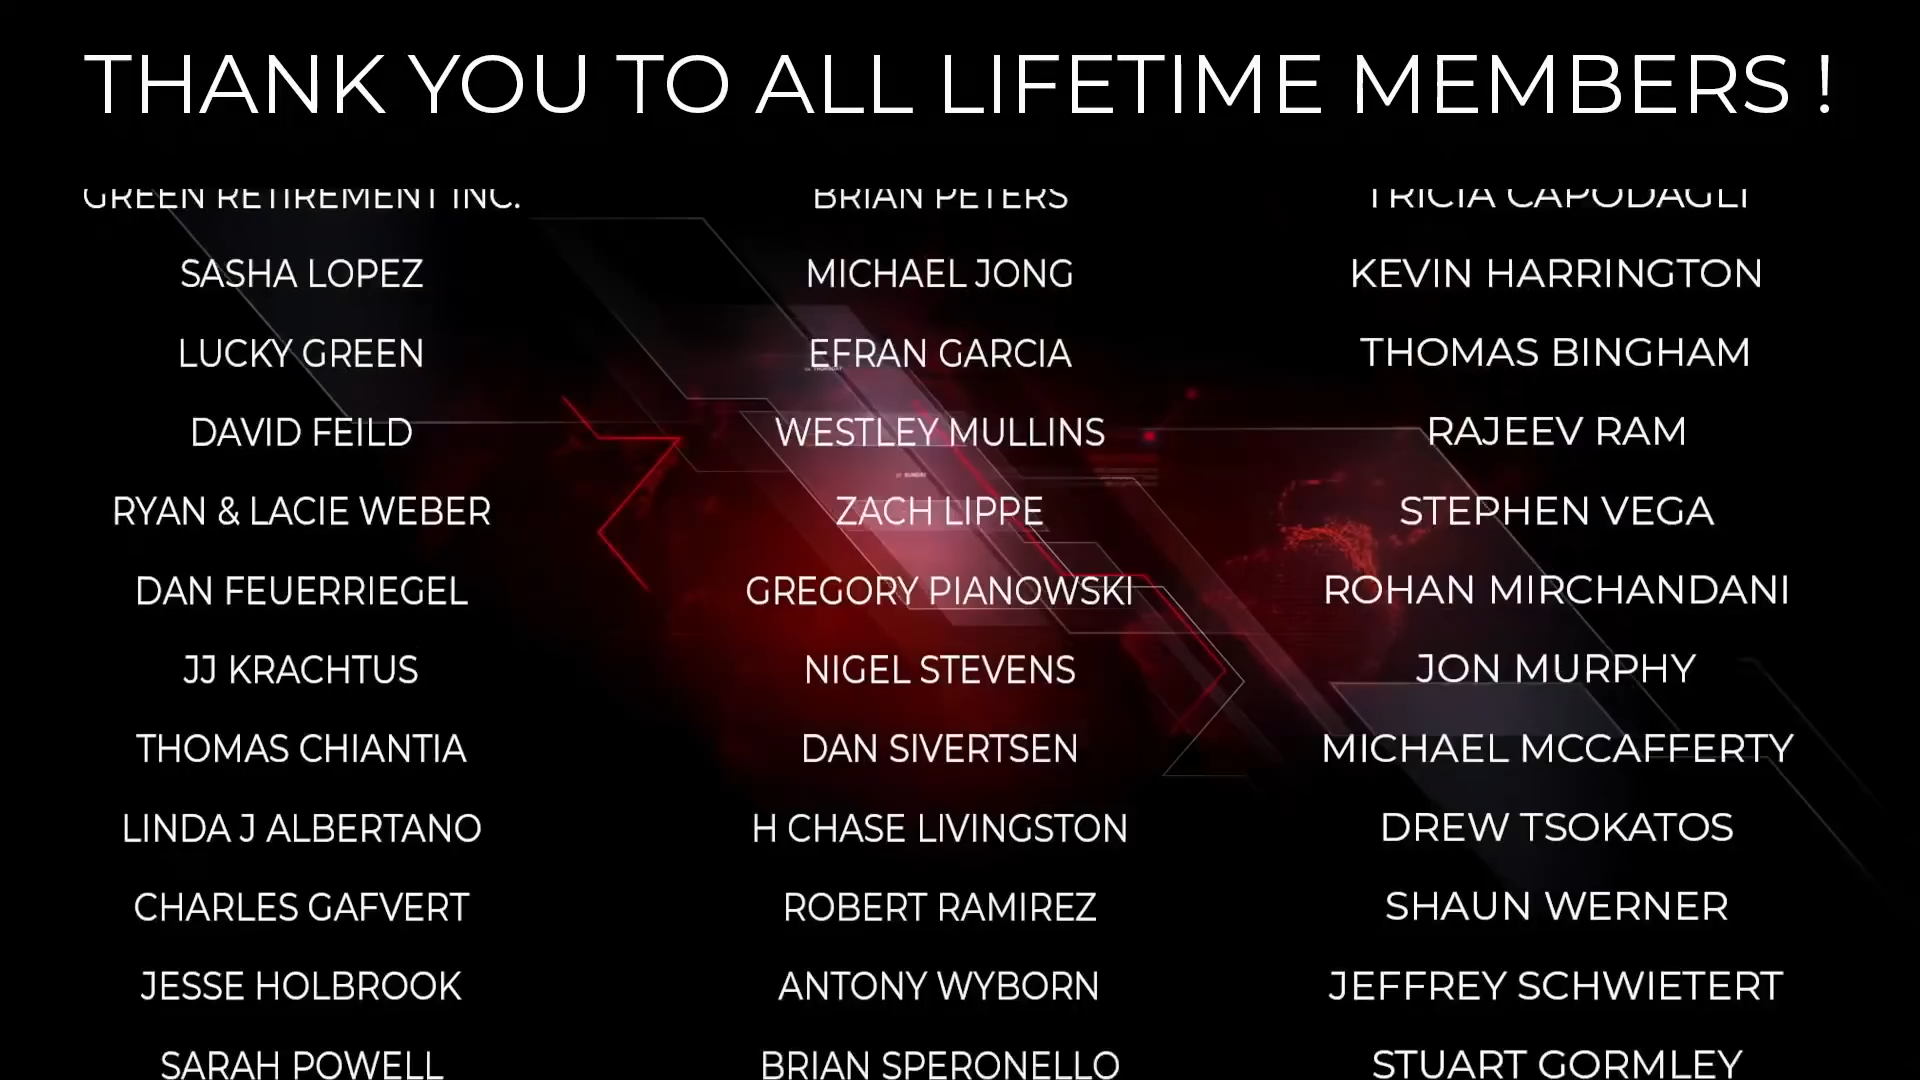 THANK YOU TO ALL LIFETIME MEMBERS !
GREEN RETIREMENT INC.
SASHA LOPEZ
LUCKY GREEN
DAVID FEILD
RYAN & LACIE WEBER
DAN FEUERRIEGEL
JJ KRACHTUS
THOMAS CHIANTIA
LINDA J ALBERTANO
CHARLES GAFVERT
JESSE HOLBROOK
SARAH POWELL
BRIAN PETERS
MICHAEL JONG
EFRAN GARCIA
WESTLEY MULLINS
ZACH LIPPE
GREGORY PIANOWSKI
NIGEL STEVENS
DAN SIVERTSEN
H CHASE LIVINGSTON
ROBERT RAMIREZ
ANTONY WYBORN
BRIAN SPERONELLO
TRICIA CAPODAGLI
KEVIN HARRINGTON
THOMAS BINGHAM
RAJEEV RAM
STEPHEN VEGA
ROHAN MIRCHANDANI
JON MURPHY
MICHAEL MCCAFFERTY
DREW TSOKATOS
SHAUN WERNER
JEFFREY SCHWIETERT
STUART GORMLEY
THURSDAY
SUNDAY